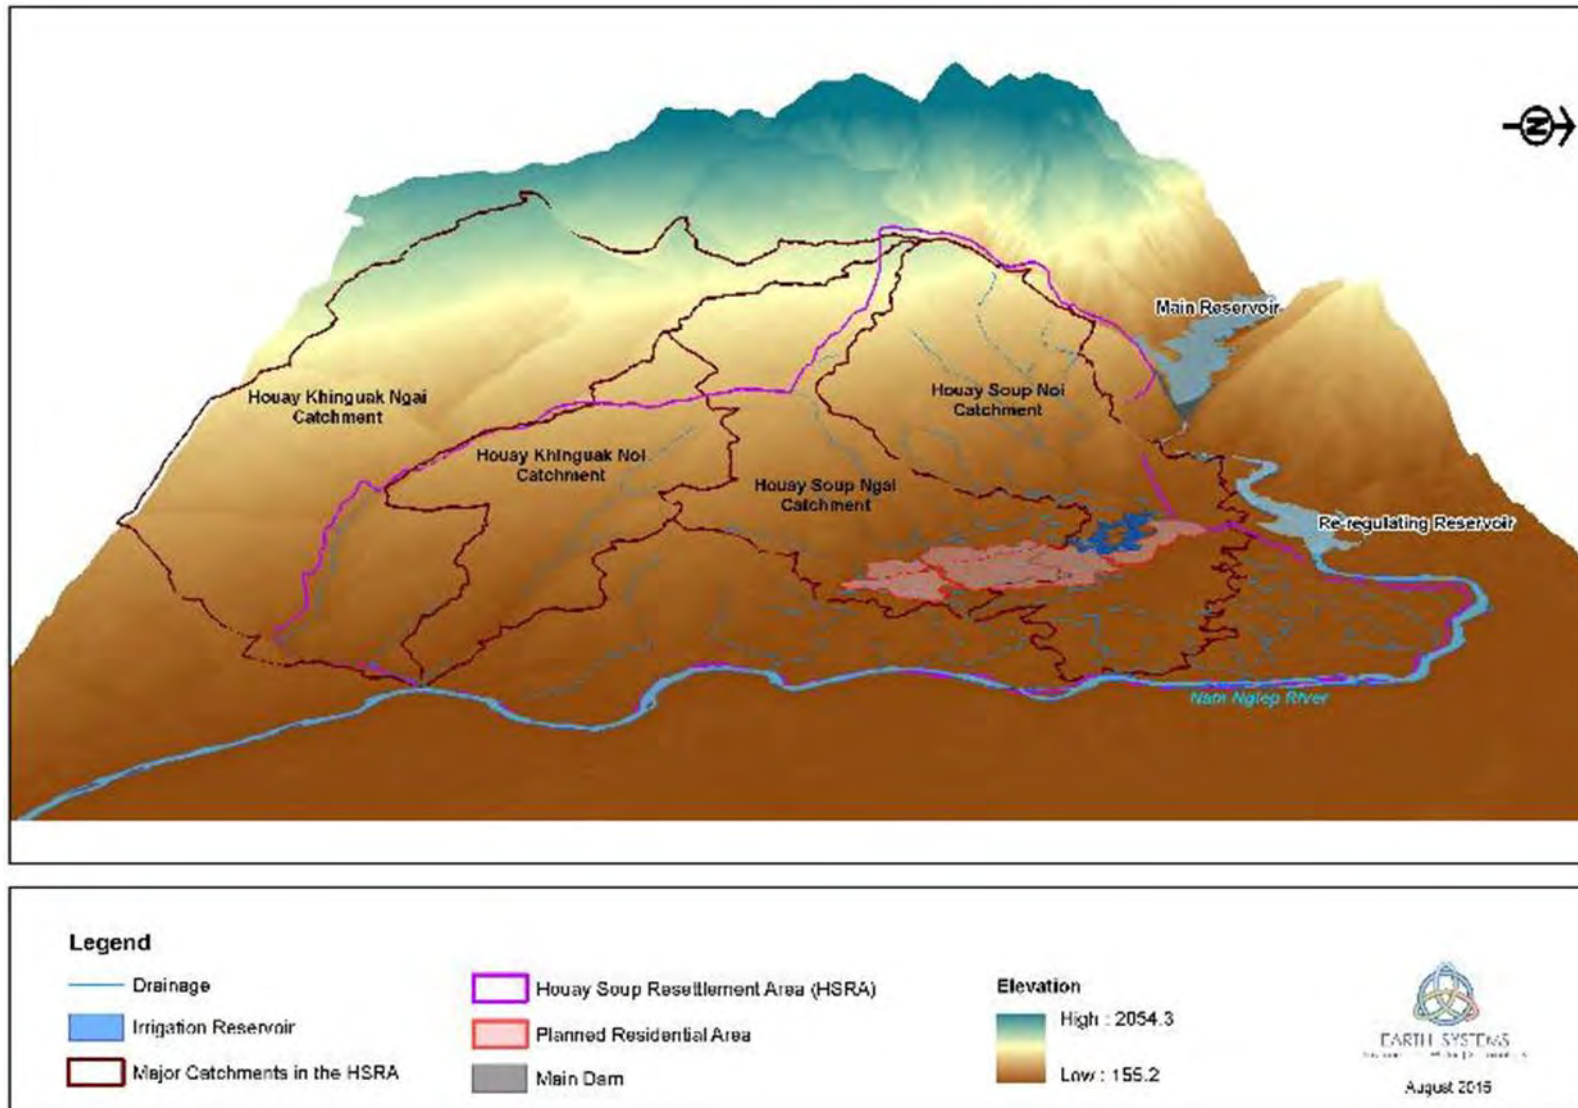 N
Main Reservoir
Houay Khinguak Ngai
Catchment
Houay Soup Noi
Catchment
Houay Khinguak Noi
Catchment
Houay Soup Ngai
Catchment
Re-regulating Reservoir
Nam Ngiep River
Legend
Drainage
Irrigation Reservoir
Major Catchments in the HSRA
Houay Soup Resettlement Area (HSRA)
Planned Residential Area
Main Dam
Elevation
High : 2054.3
Low : 155.2
EARTH SYSTEMS
August 2015